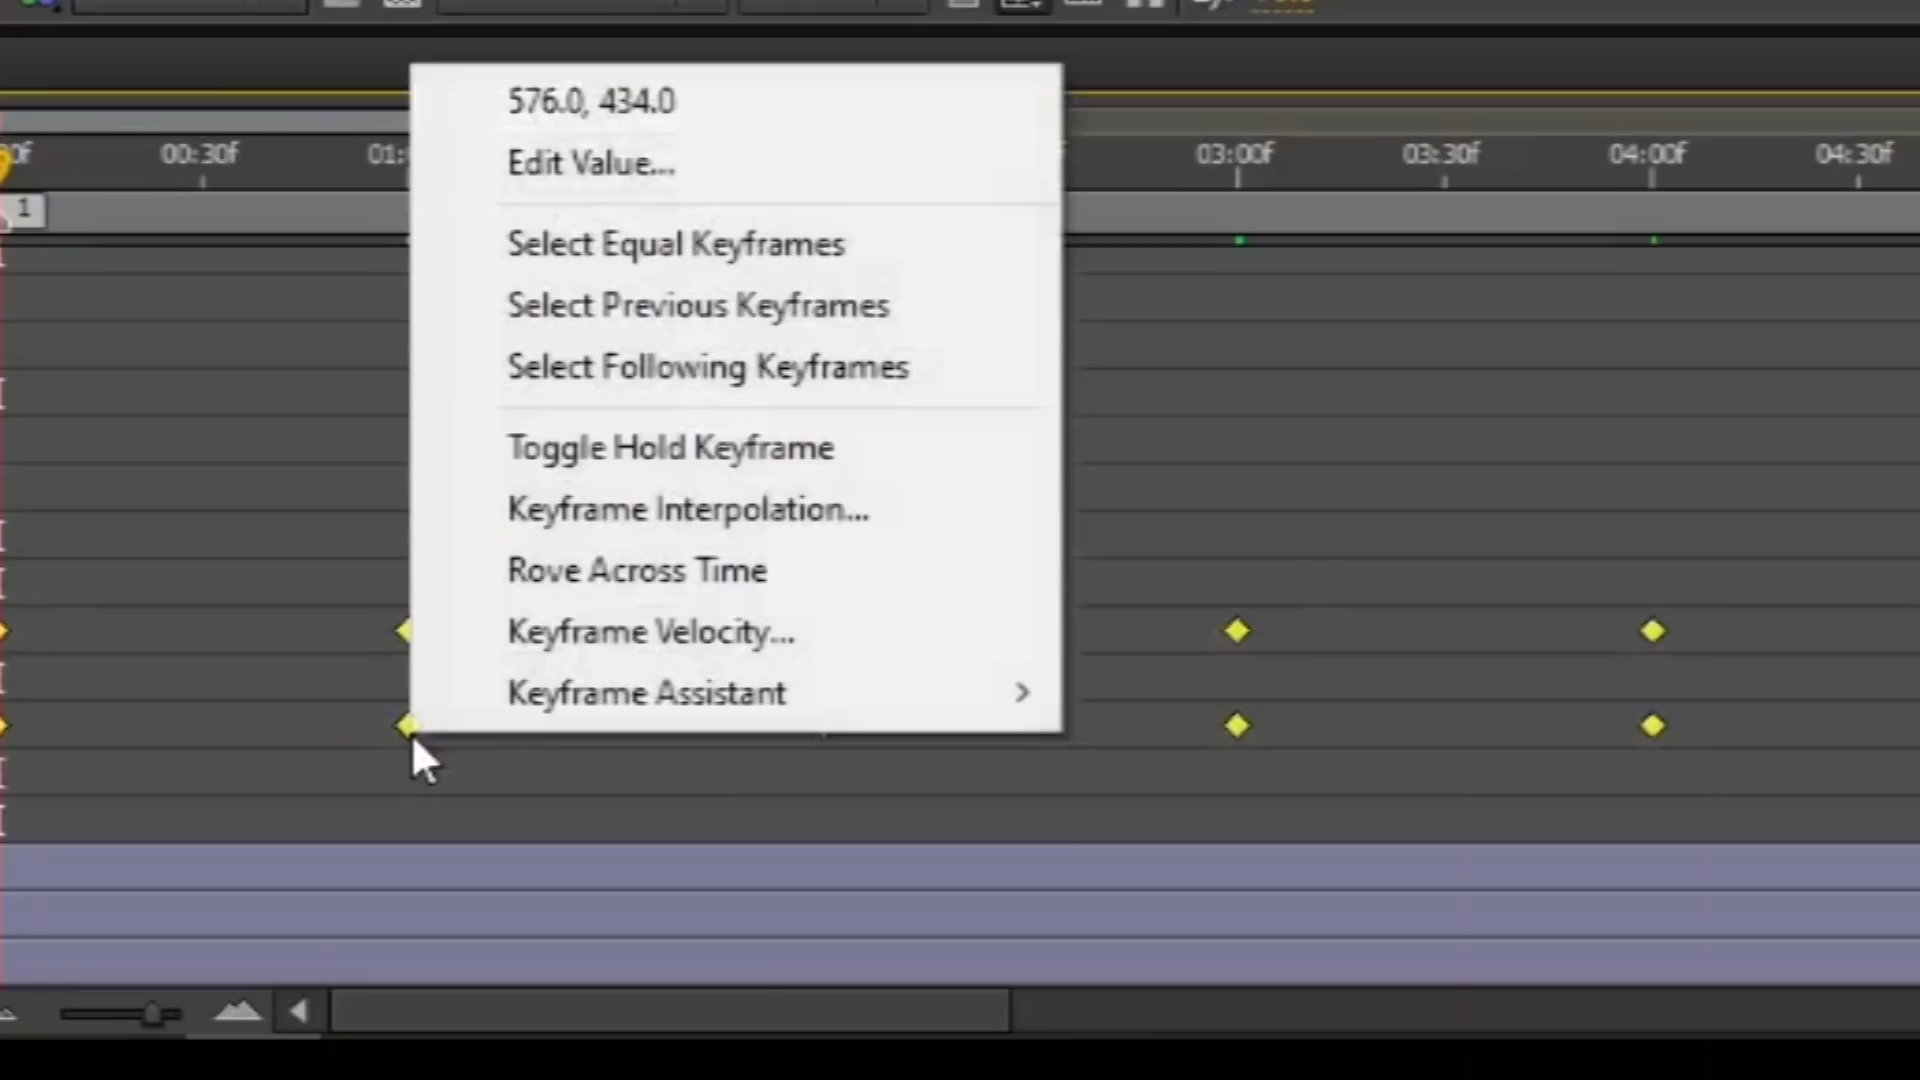 576.0, 434.0
Edit Value...
00:30f
03:00f
03:30f
04:00f
04:30f
1
Select Equal Keyframes
Select Previous Keyframes
Select Following Keyframes
Toggle Hold Keyframe
Keyframe Interpolation...
Rove Across Time
Keyframe Velocity...
Keyframe Assistant